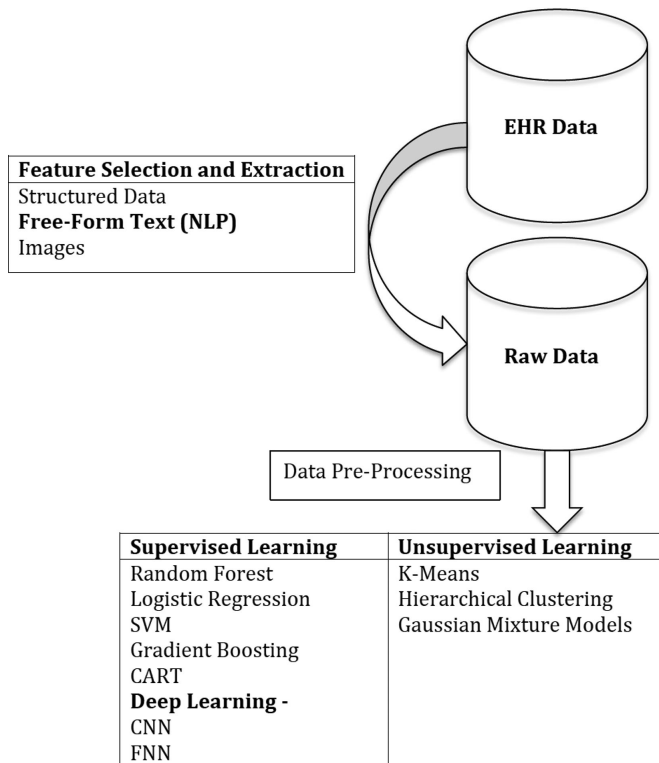 EHR Data
Feature Selection and Extraction
Structured Data
Free-Form Text (NLP)
Images
Raw Data
Data Pre-Processing
Supervised Learning
Random Forest
Logistic Regression
SVM
Gradient Boosting
CART
Deep Learning -
CNN
FNN
Unsupervised Learning
K-Means
Hierarchical Clustering
Gaussian Mixture Models